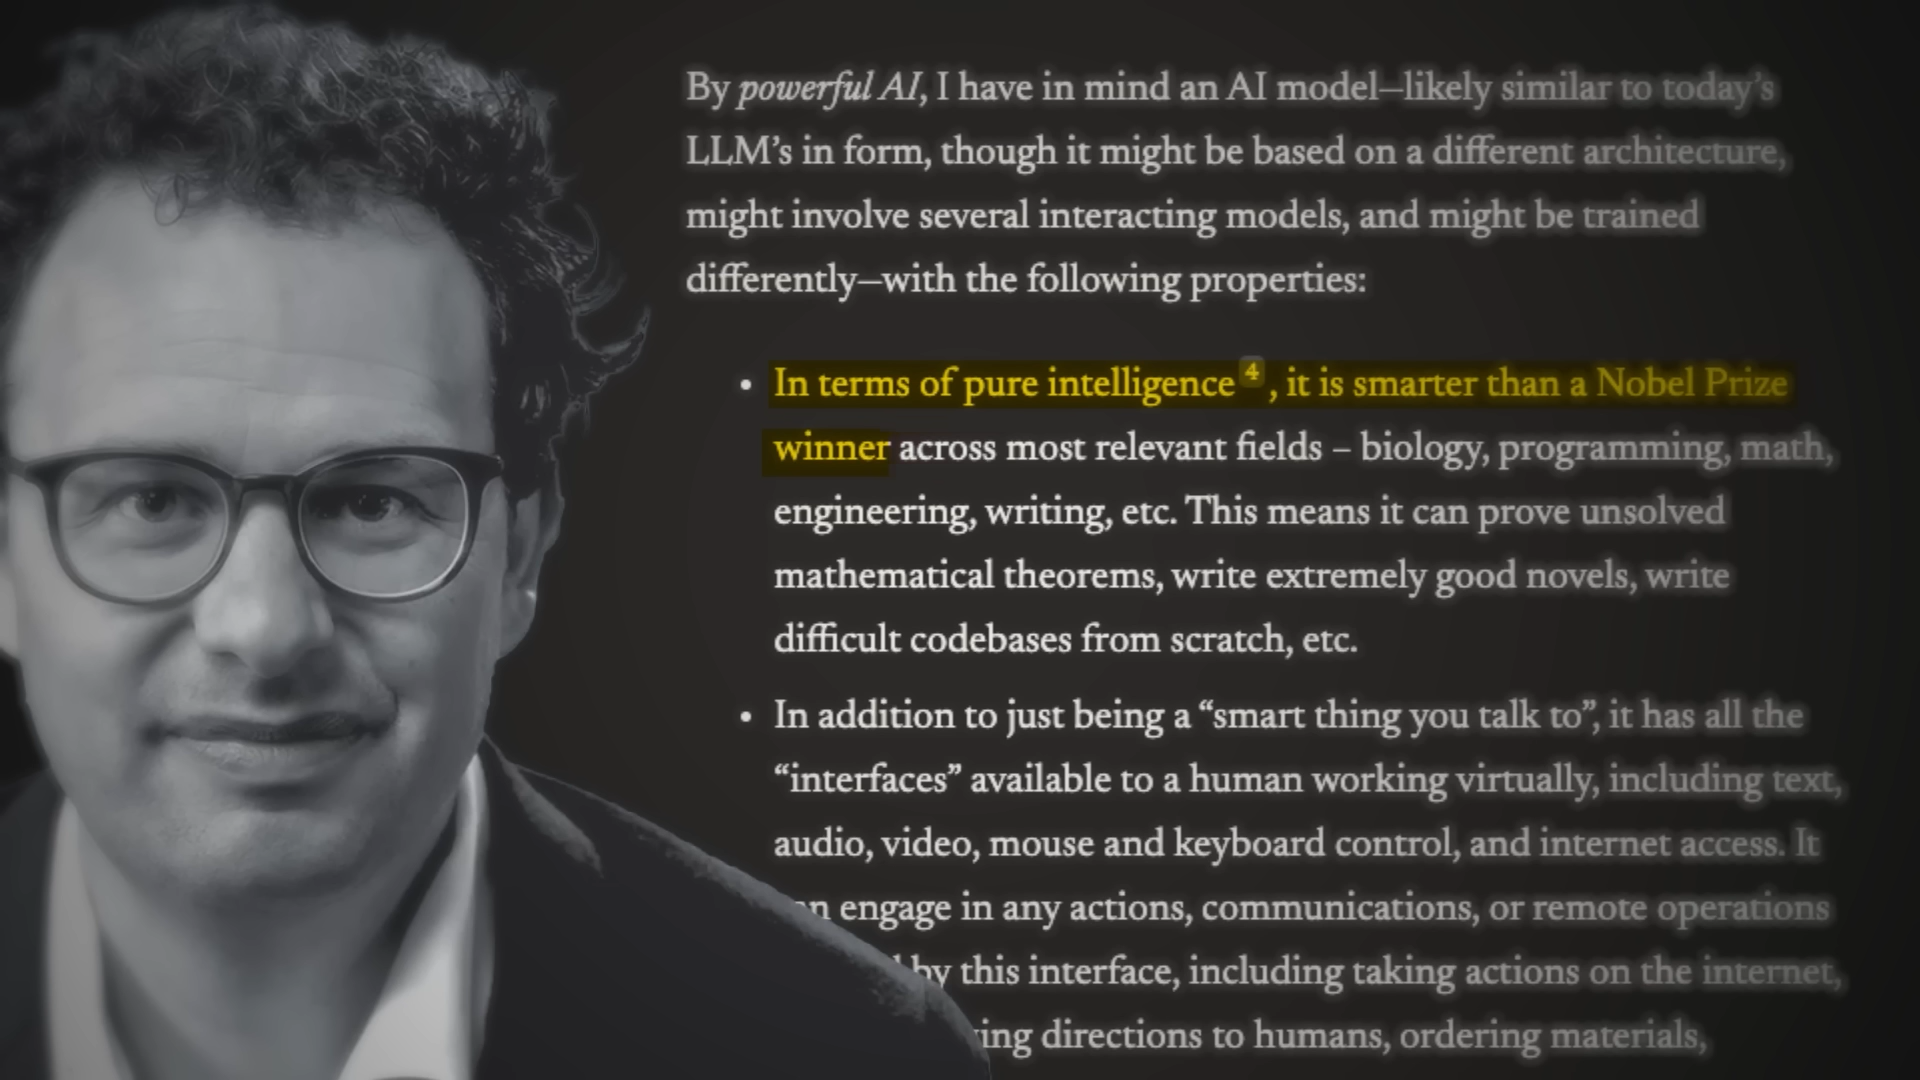 By powerful AI, I have in mind an AI model—likely similar to today’s
LLM’s in form, though it might be based on a different architecture,
might involve several interacting models, and might be trained
differently—with the following properties:
• In terms of pure intelligence 4 , it is smarter than a Nobel Prize
winner across most relevant fields – biology, programming, math,
engineering, writing, etc. This means it can prove unsolved
mathematical theorems, write extremely good novels, write
difficult codebases from scratch, etc.
• In addition to just being a “smart thing you talk to”, it has all the
“interfaces” available to a human working virtually, including text,
audio, video, mouse and keyboard control, and internet access. It
engage in any actions, communications, or remote operations
by this interface, including taking actions on the internet,
directions to humans, ordering materials,